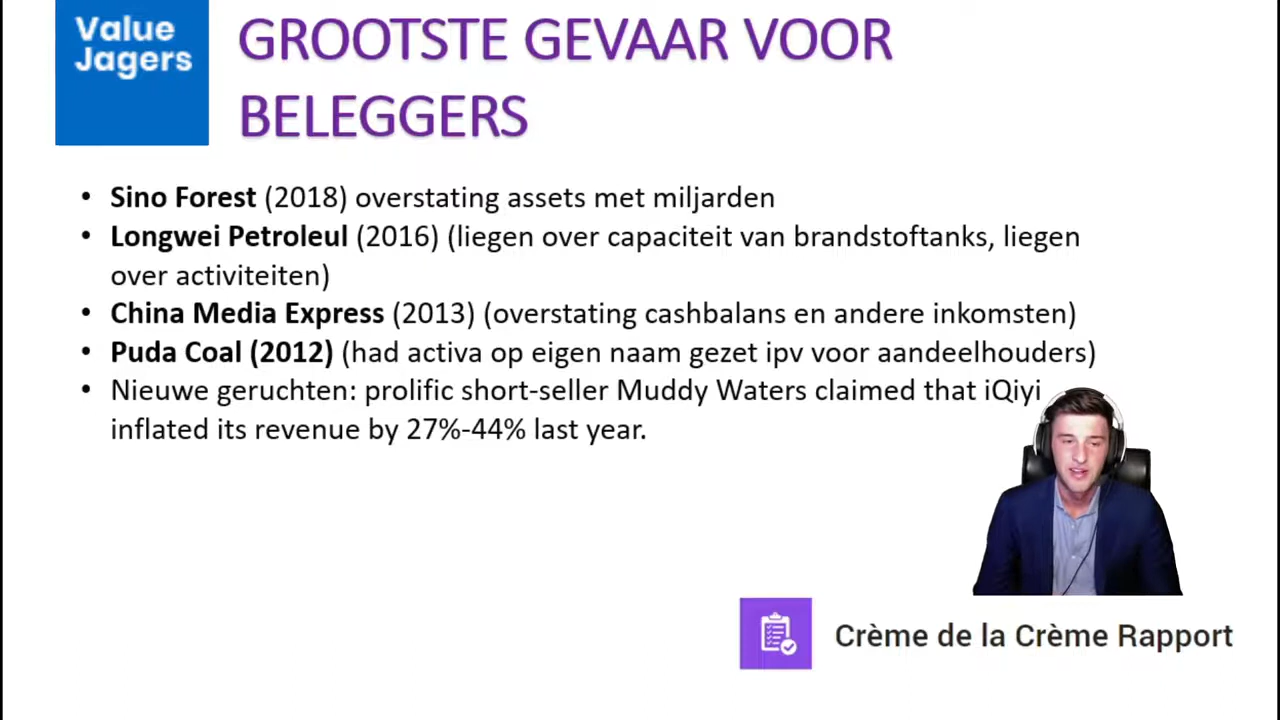 Value
Jagers
GROOTSTE GEVAAR VOOR
BELEGGERS
• Sino Forest (2018) overstating assets met miljarden
• Longwei Petroleul (2016) (liegen over capaciteit van brandstoftanks, liegen
over activiteiten)
• China Media Express (2013) (overstating cashbalans en andere inkomsten)
• Puda Coal (2012) (had activa op eigen naam gezet ipv voor aandeelhouders)
• Nieuwe geruchten: prolific short-seller Muddy Waters claimed that iQiyi
inflated its revenue by 27%-44% last year.
Crème de la Crème Rapport